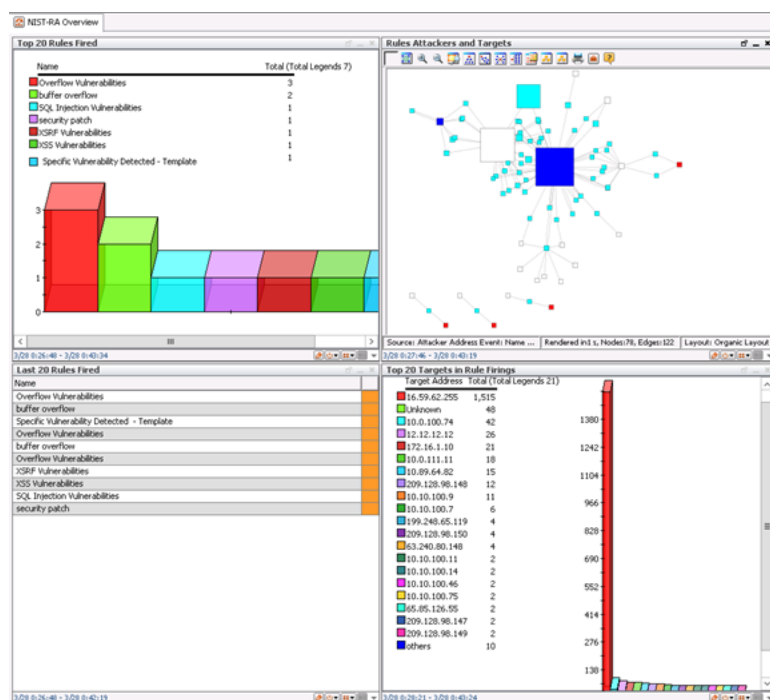 NIST-RA Overview
Top 20 Rules Fired
Name Total (Total Legends 7)
Overflow Vulnerabilities 3
buffer overflow 2
SQL Injection Vulnerabilities 1
security patch 1
XSRF Vulnerabilities 1
XSS Vulnerabilities 1
Specific Vulnerability Detected - Template 1
3
2
1
0
3/28 0:26:48 - 3/28 0:43:34
Rules Attackers and Targets
Source: Attacker Address Event: Name ... Rendered in1 s, Nodes:78, Edges:122 Layout: Organic Layout
3/28 0:27:46 - 3/28 0:43:19
Last 20 Rules Fired
Name
Overflow Vulnerabilities
buffer overflow
Specific Vulnerability Detected - Template
Overflow Vulnerabilities
buffer overflow
Overflow Vulnerabilities
XSRF Vulnerabilities
XSS Vulnerabilities
SQL Injection Vulnerabilities
security patch
3/28 0:26:48 - 3/28 0:42:19
Top 20 Targets in Rule Firings
Target Address Total (Total Legends 21)
16.59.62.255 1,515
Unknown 48
10.0.100.74 42
12.12.12.12 26
172.16.1.10 21
10.0.111.11 18
10.89.64.82 15
209.128.98.148 12
10.10.100.9 11
10.10.100.7 6
199.248.65.119 4
209.128.98.150 4
63.240.80.148 4
10.10.100.11 2
10.10.100.14 2
10.10.100.46 2
10.10.100.75 2
65.85.126.55 2
209.128.98.147 2
209.128.98.149 2
others 10
1380
1242
1104
966
828
690
552
414
276
138
3/28 0:28:21 - 3/28 0:43:24